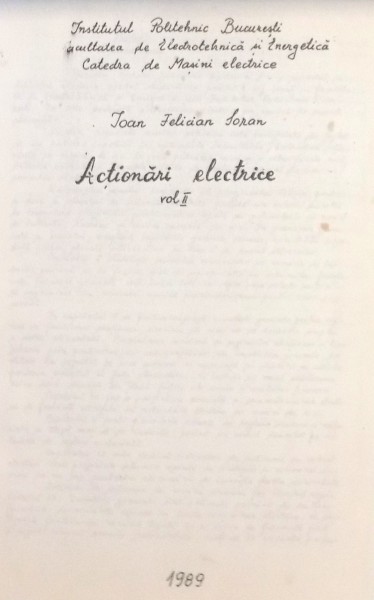 Institutul Politehnic București
acultatea de Electrotehnică și Energetică
Catedra de Mașini electrice
Ioan Felician Soran
Acționări electrice
vol II
1989